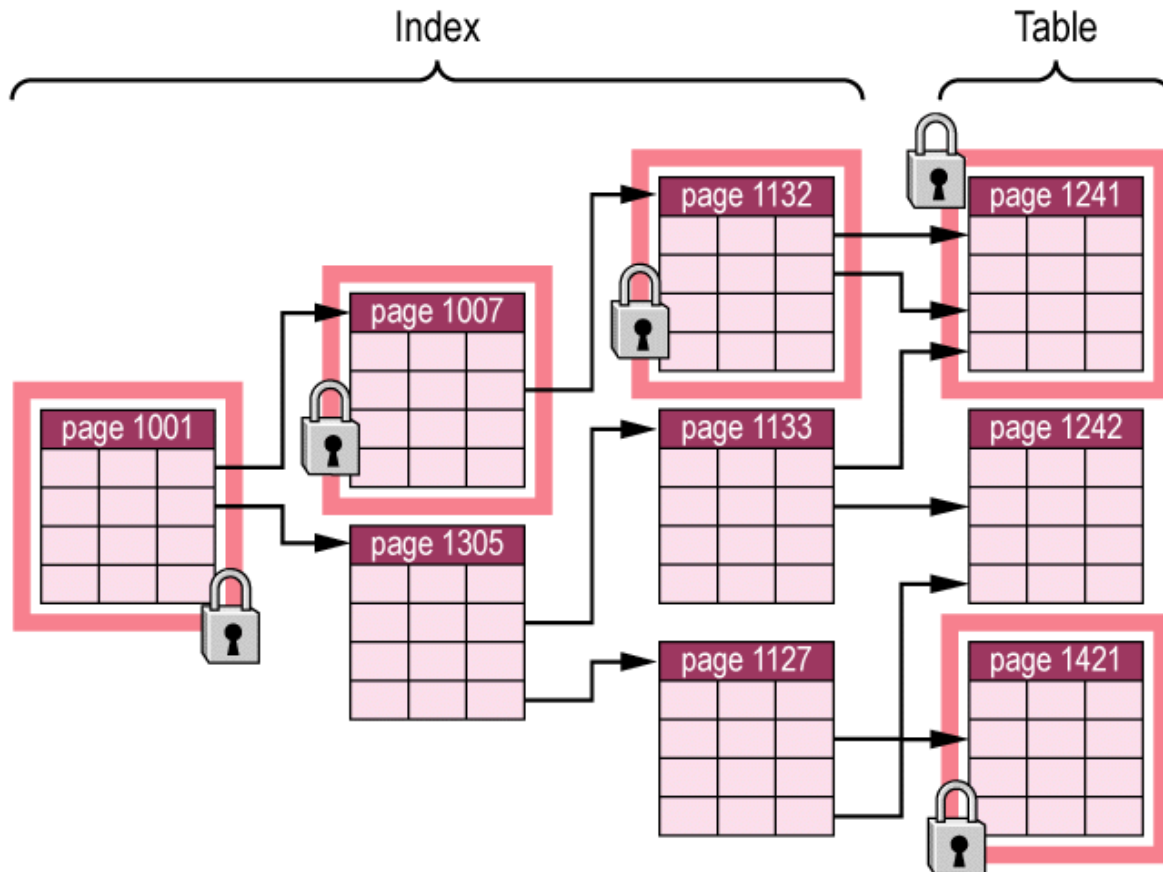 Index
Table
page 1132
page 1241
page 1007
page 1001
page 1133
page 1242
page 1305
page 1127
page 1421